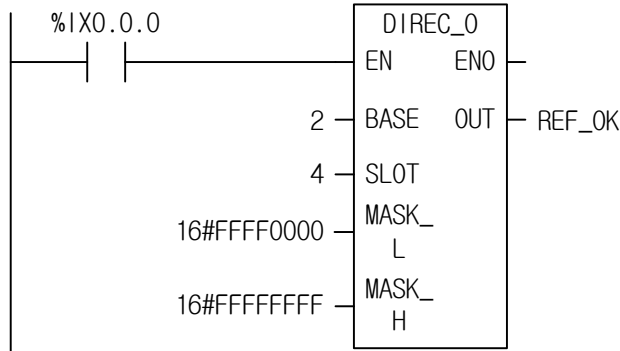 %IX0.0.0
DIREC_O
EN ENO
2 BASE OUT REF_OK
4 SLOT
16#FFFF0000 MASK_
L
16#FFFFFFFF MASK_
H